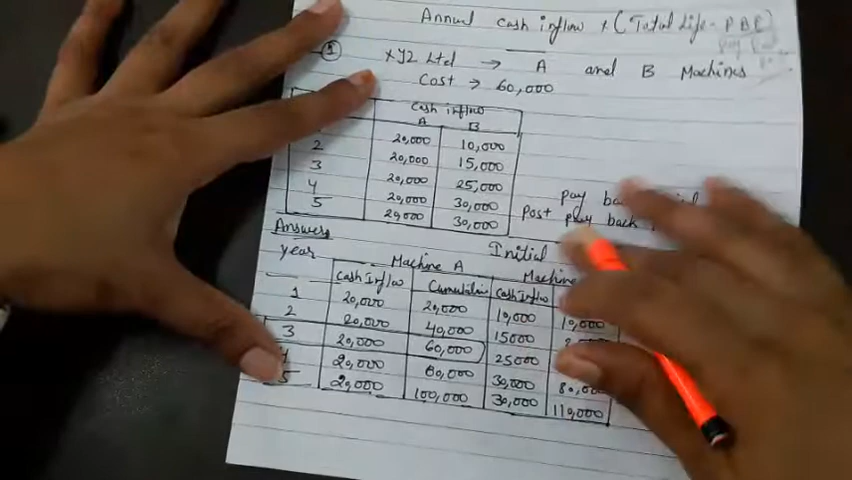 Annual cash inflow + (Total Life - PBP)
① XYZ Ltd → A and B Machines
Cost → 60,000
Cash inflow
A B
20,000 10,000
2 20,000 15,000
3 20,000 25,000
4 20,000 30,000
5 20,000 30,000
pay
Post pay back
Answers Initial
year Machine A Machine
Cash Inflow Cumulative Cash Inflow
1 20,000 20,000 10,000 10,000
2 20,000 40,000 15000
3 20,000 60,000 25000
4 20,000 80,000 30,000 80,000
5 20,000 100,000 30,000 110,000